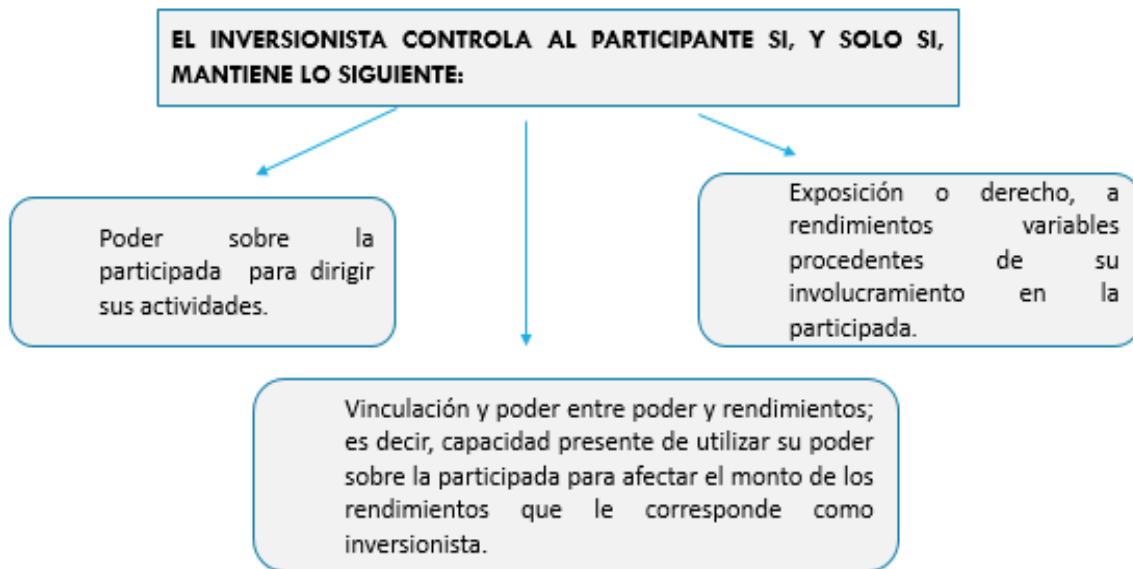 EL INVERSIONISTA CONTROLA AL PARTICIPANTE SI, Y SOLO SI,
MANTIENE LO SIGUIENTE:
Poder sobre la
participada para dirigir
sus actividades.
Exposición o derecho, a
rendimientos variables
procedentes de su
involucramiento en la
participada.
Vinculación y poder entre poder y rendimientos;
es decir, capacidad presente de utilizar su poder
sobre la participada para afectar el monto de los
rendimientos que le corresponde como
inversionista.